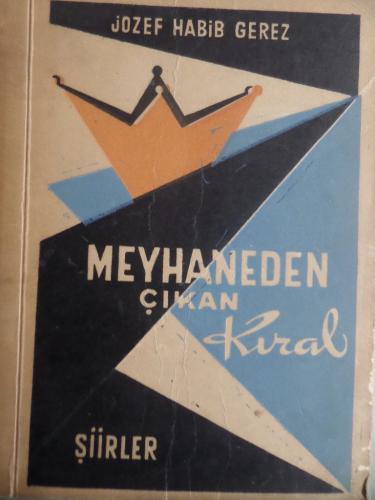 JOZEF HABİB GEREZ
MEYHANEDEN
ÇIKAN
Kıral
ŞİİRLER